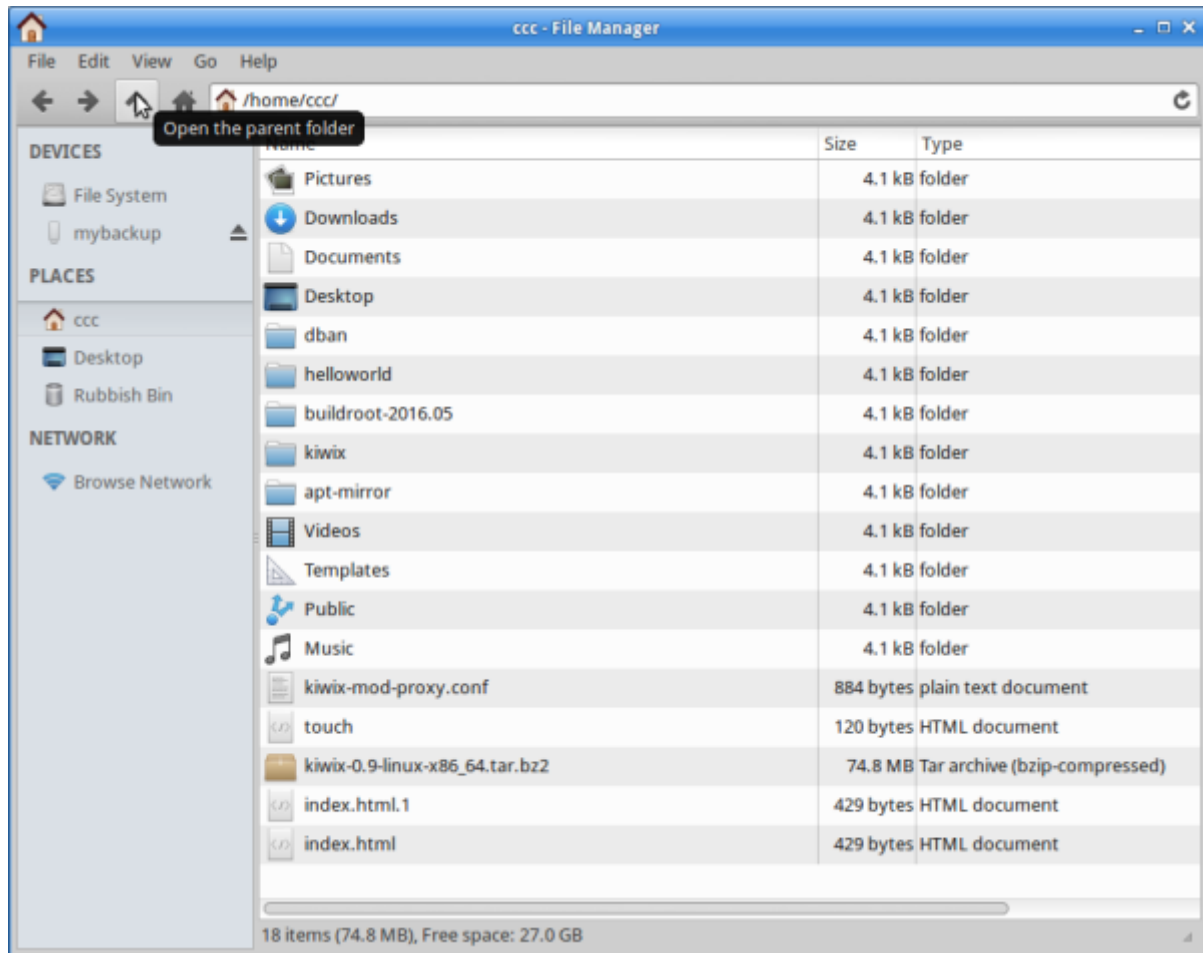 ccc - File Manager
File Edit View Go Help
/home/ccc/
Open the parent folder
DEVICES
File System
mybackup
PLACES
ccc
Desktop
Rubbish Bin
NETWORK
Browse Network
Name Size Type
Pictures 4.1 kB folder
Downloads 4.1 kB folder
Documents 4.1 kB folder
Desktop 4.1 kB folder
dban 4.1 kB folder
helloworld 4.1 kB folder
buildroot-2016.05 4.1 kB folder
kiwix 4.1 kB folder
apt-mirror 4.1 kB folder
Videos 4.1 kB folder
Templates 4.1 kB folder
Public 4.1 kB folder
Music 4.1 kB folder
kiwix-mod-proxy.conf 884 bytes plain text document
touch 120 bytes HTML document
kiwix-0.9-linux-x86_64.tar.bz2 74.8 MB Tar archive (bzip-compressed)
index.html.1 429 bytes HTML document
index.html 429 bytes HTML document
18 items (74.8 MB), Free space: 27.0 GB